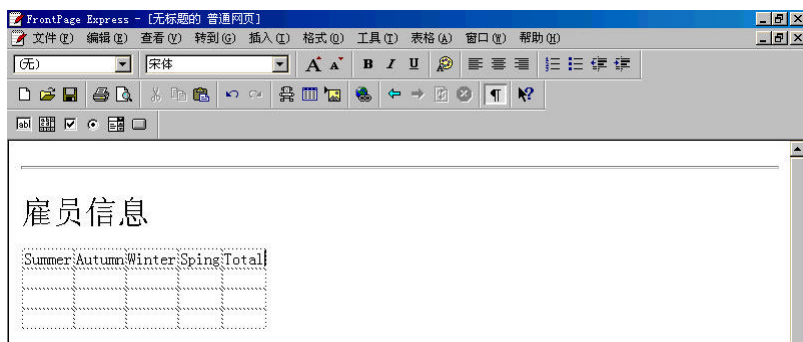 FrontPage Express - [无标题的 普通网页]
文件(F) 编辑(E) 查看(V) 转到(G) 插入(I) 格式(O) 工具(T) 表格(A) 窗口(W) 帮助(H)
(无) 宋体 A A B I U
abl
雇员信息
Summer Autumn Winter Sping Total